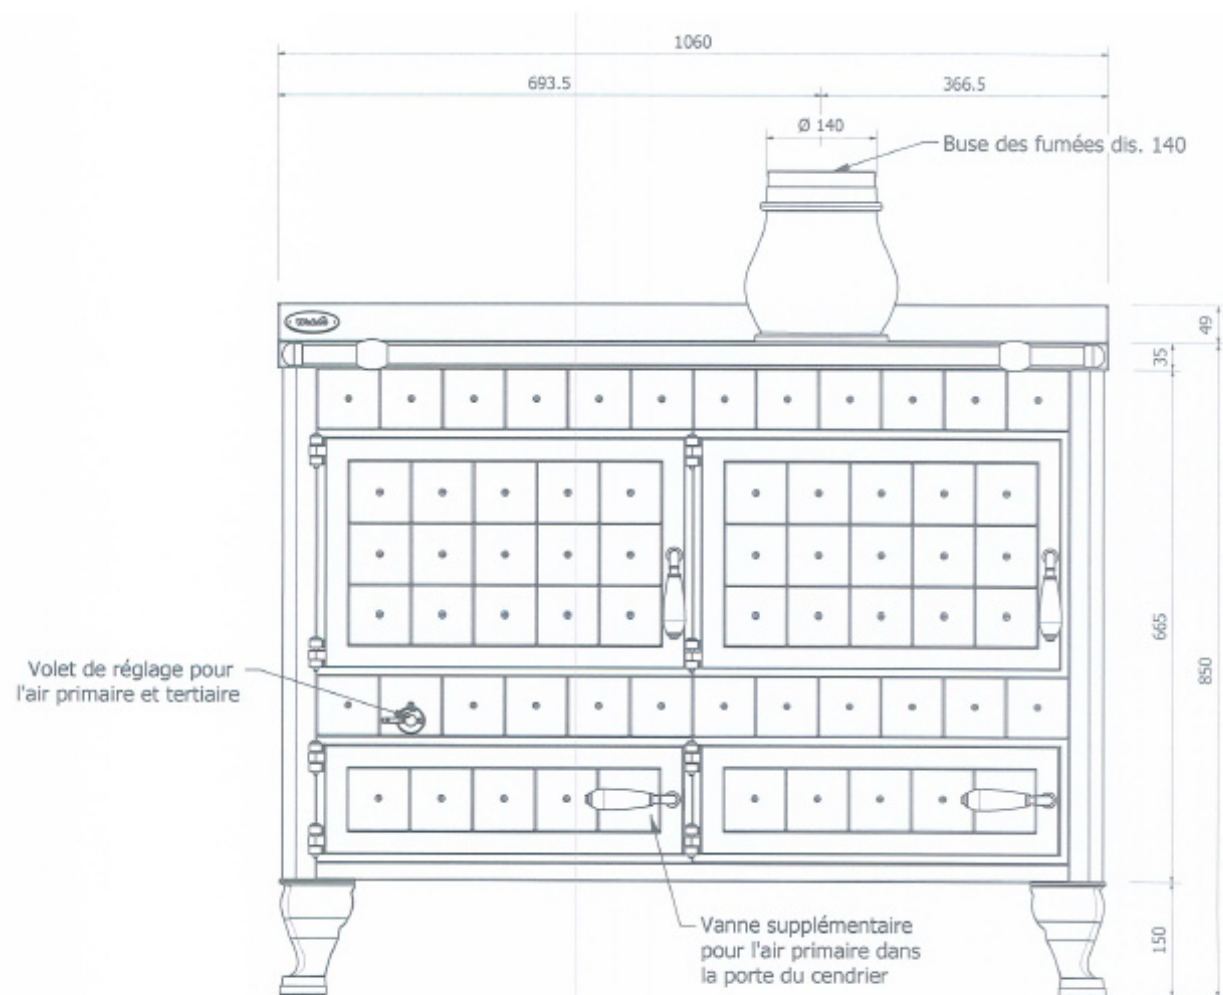 1060
693.5
366.5
Ø 140
Buse des fumées dis. 140
49
35
Volet de réglage pour
l'air primaire et tertiaire
665
850
Vanne supplémentaire
pour l'air primaire dans
la porte du cendrier
150